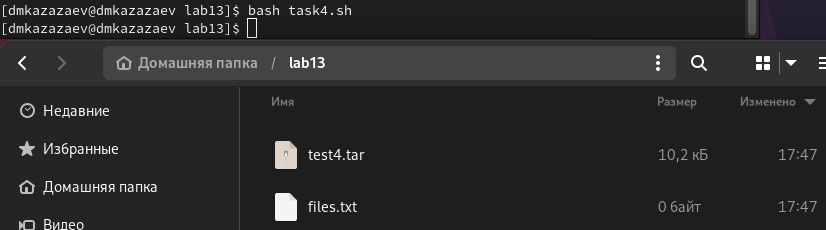 [dmkazazaev@dmkazazaev lab13]$ bash task4.sh
[dmkazazaev@dmkazazaev lab13]$
Домашняя папка / lab13
Имя Размер Изменено
Недавние
test4.tar 10,2 кБ 17:47
Избранные
Домашняя папка
files.txt 0 байт 17:47
Видео